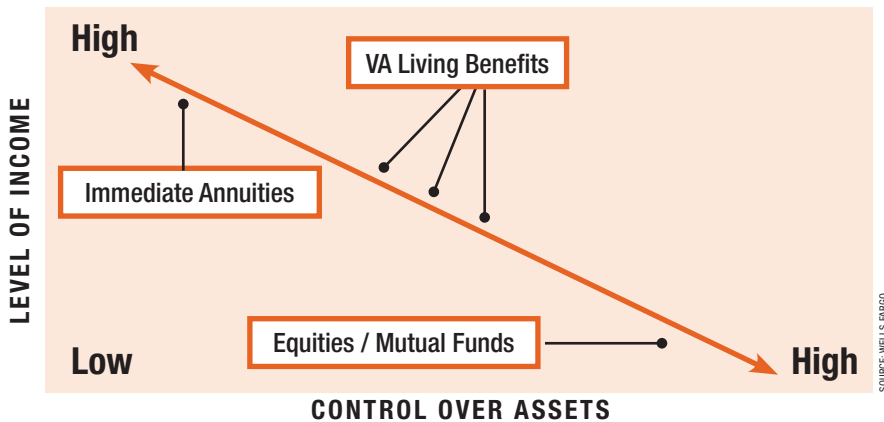 High
VA Living Benefits
Immediate Annuities
LEVEL OF INCOME
Equities / Mutual Funds
Low
High
CONTROL OVER ASSETS
SOURCE: WELLS FARGO